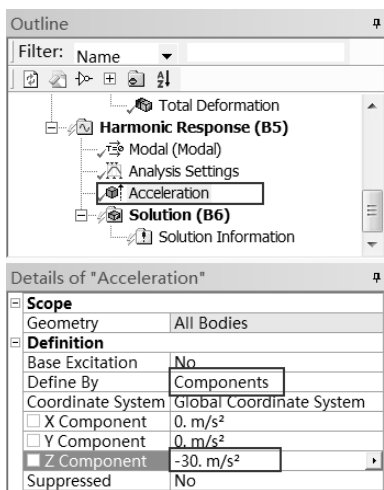 Outline
Filter: Name
Total Deformation
Harmonic Response (B5)
Modal (Modal)
Analysis Settings
Acceleration
Solution (B6)
Solution Information
Details of "Acceleration"
Scope
Geometry All Bodies
Definition
Base Excitation No
Define By Components
Coordinate System Global Coordinate System
X Component 0. m/s²
Y Component 0. m/s²
Z Component -30. m/s²
Suppressed No